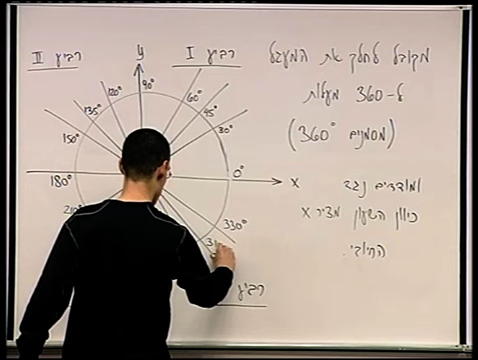 מקובל לחלק את המעגל
ל-360 מעלות
(מסמנים 360°)
ומודדים נגד
כיוון השעון מציר x
החיובי.
רביע II
y
רביע I
120°
90°
60°
135°
45°
150°
30°
180°
0°
x
330°
רביע